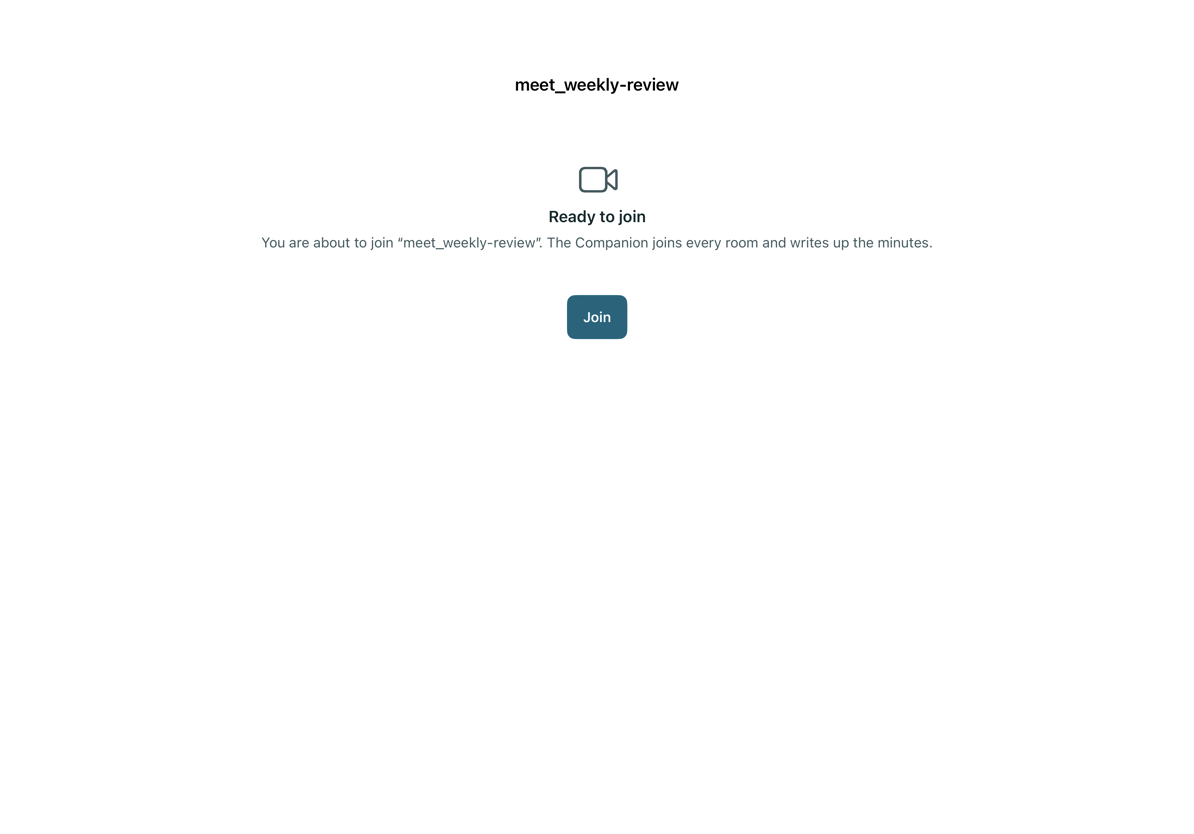 meet_weekly-review
Ready to join
You are about to join “meet_weekly-review”. The Companion joins every room and writes up the minutes.
Join